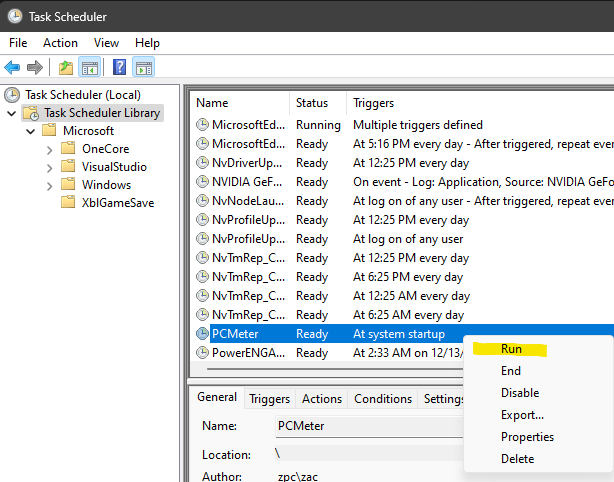 Task Scheduler
File Action View Help
Task Scheduler (Local)
Task Scheduler Library
Microsoft
OneCore
VisualStudio
Windows
XblGameSave
Name Status Triggers
MicrosoftEd... Running Multiple triggers defined
MicrosoftEd... Ready At 5:16 PM every day - After triggered, repeat ever
NvDriverUp... Ready At 12:25 PM every day
NVIDIA GeF... Ready On event - Log: Application, Source: NVIDIA GeFo
NvNodeLau... Ready At log on of any user - After triggered, repeat ever
NvProfileUp... Ready At 12:25 PM every day
NvProfileUp... Ready At log on of any user
NvTmRep_C... Ready At 12:25 PM every day
NvTmRep_C... Ready At 6:25 PM every day
NvTmRep_C... Ready At 12:25 AM every day
NvTmRep_C... Ready At 6:25 AM every day
PCMeter Ready At system startup
PowerENGA... Ready At 2:33 AM on 12/13/
Run
End
Disable
Export...
Properties
Delete
General Triggers Actions Conditions Settings
Name: PCMeter
Location: \
Author: zpc\zac